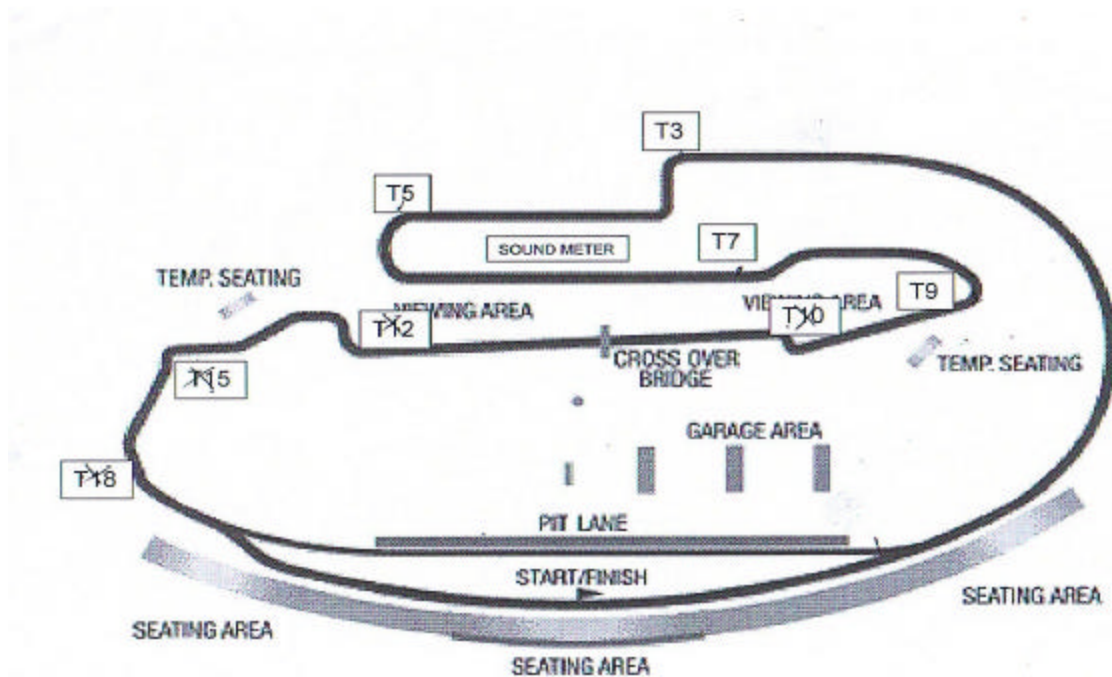 T3
T5
SOUND METER
T7
TEMP. SEATING
VIEWING AREA
VIEWING AREA
T9
T12
T10
CROSS OVER
BRIDGE
TEMP. SEATING
T15
GARAGE AREA
T18
PIT LANE
START/FINISH
SEATING AREA
SEATING AREA
SEATING AREA